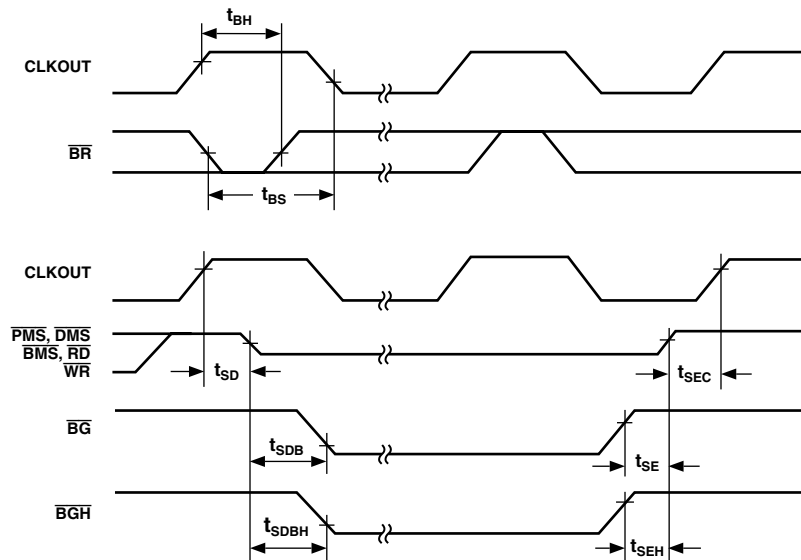 tBH
CLKOUT
BR
tBS
CLKOUT
PMS, DMS
BMS, RD
WR
tSD
tSEC
BG
tSDB
tSE
BGH
tSDBH
tSEH